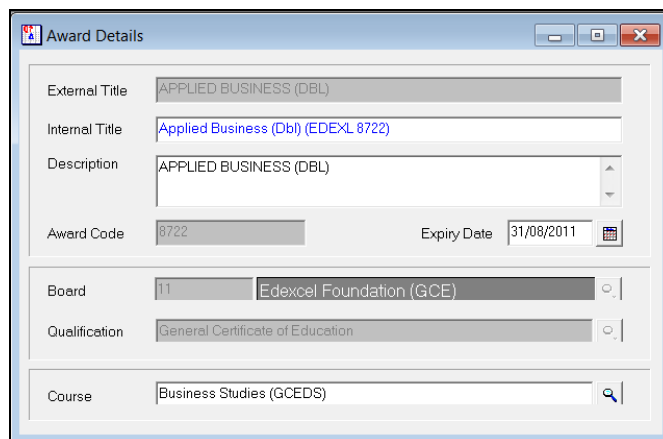 Award Details
External Title APPLIED BUSINESS (DBL)
Internal Title Applied Business (Dbl) (EDEXL 8722)
Description APPLIED BUSINESS (DBL)
Award Code 8722 Expiry Date 31/08/2011
Board 11 Edexcel Foundation (GCE)
Qualification General Certificate of Education
Course Business Studies (GCEDS)